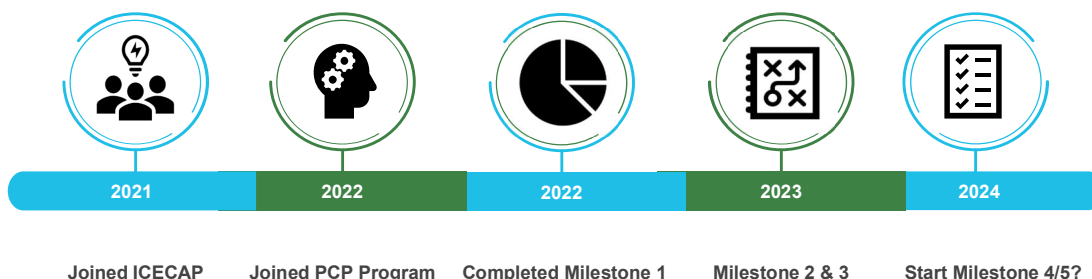 2021 2022 2022 2023 2024
Joined ICECAP Joined PCP Program Completed Milestone 1 Milestone 2 & 3 Start Milestone 4/5?